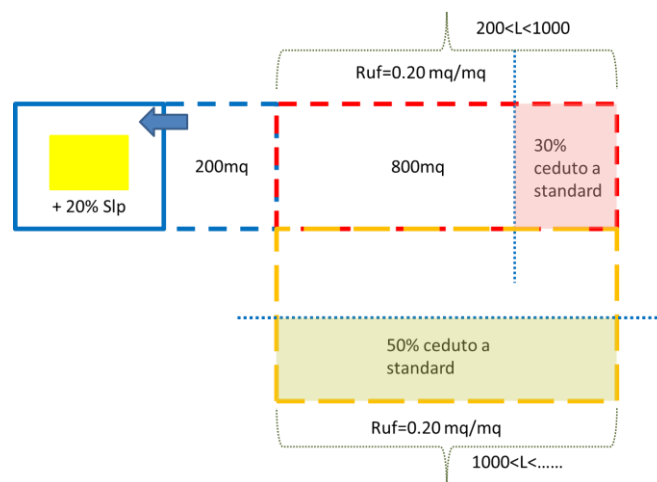 200<L<1000
Ruf=0.20 mq/mq
200mq
800mq
30%
ceduto a
standard
+ 20% Slp
50% ceduto a
standard
Ruf=0.20 mq/mq
1000<L<......